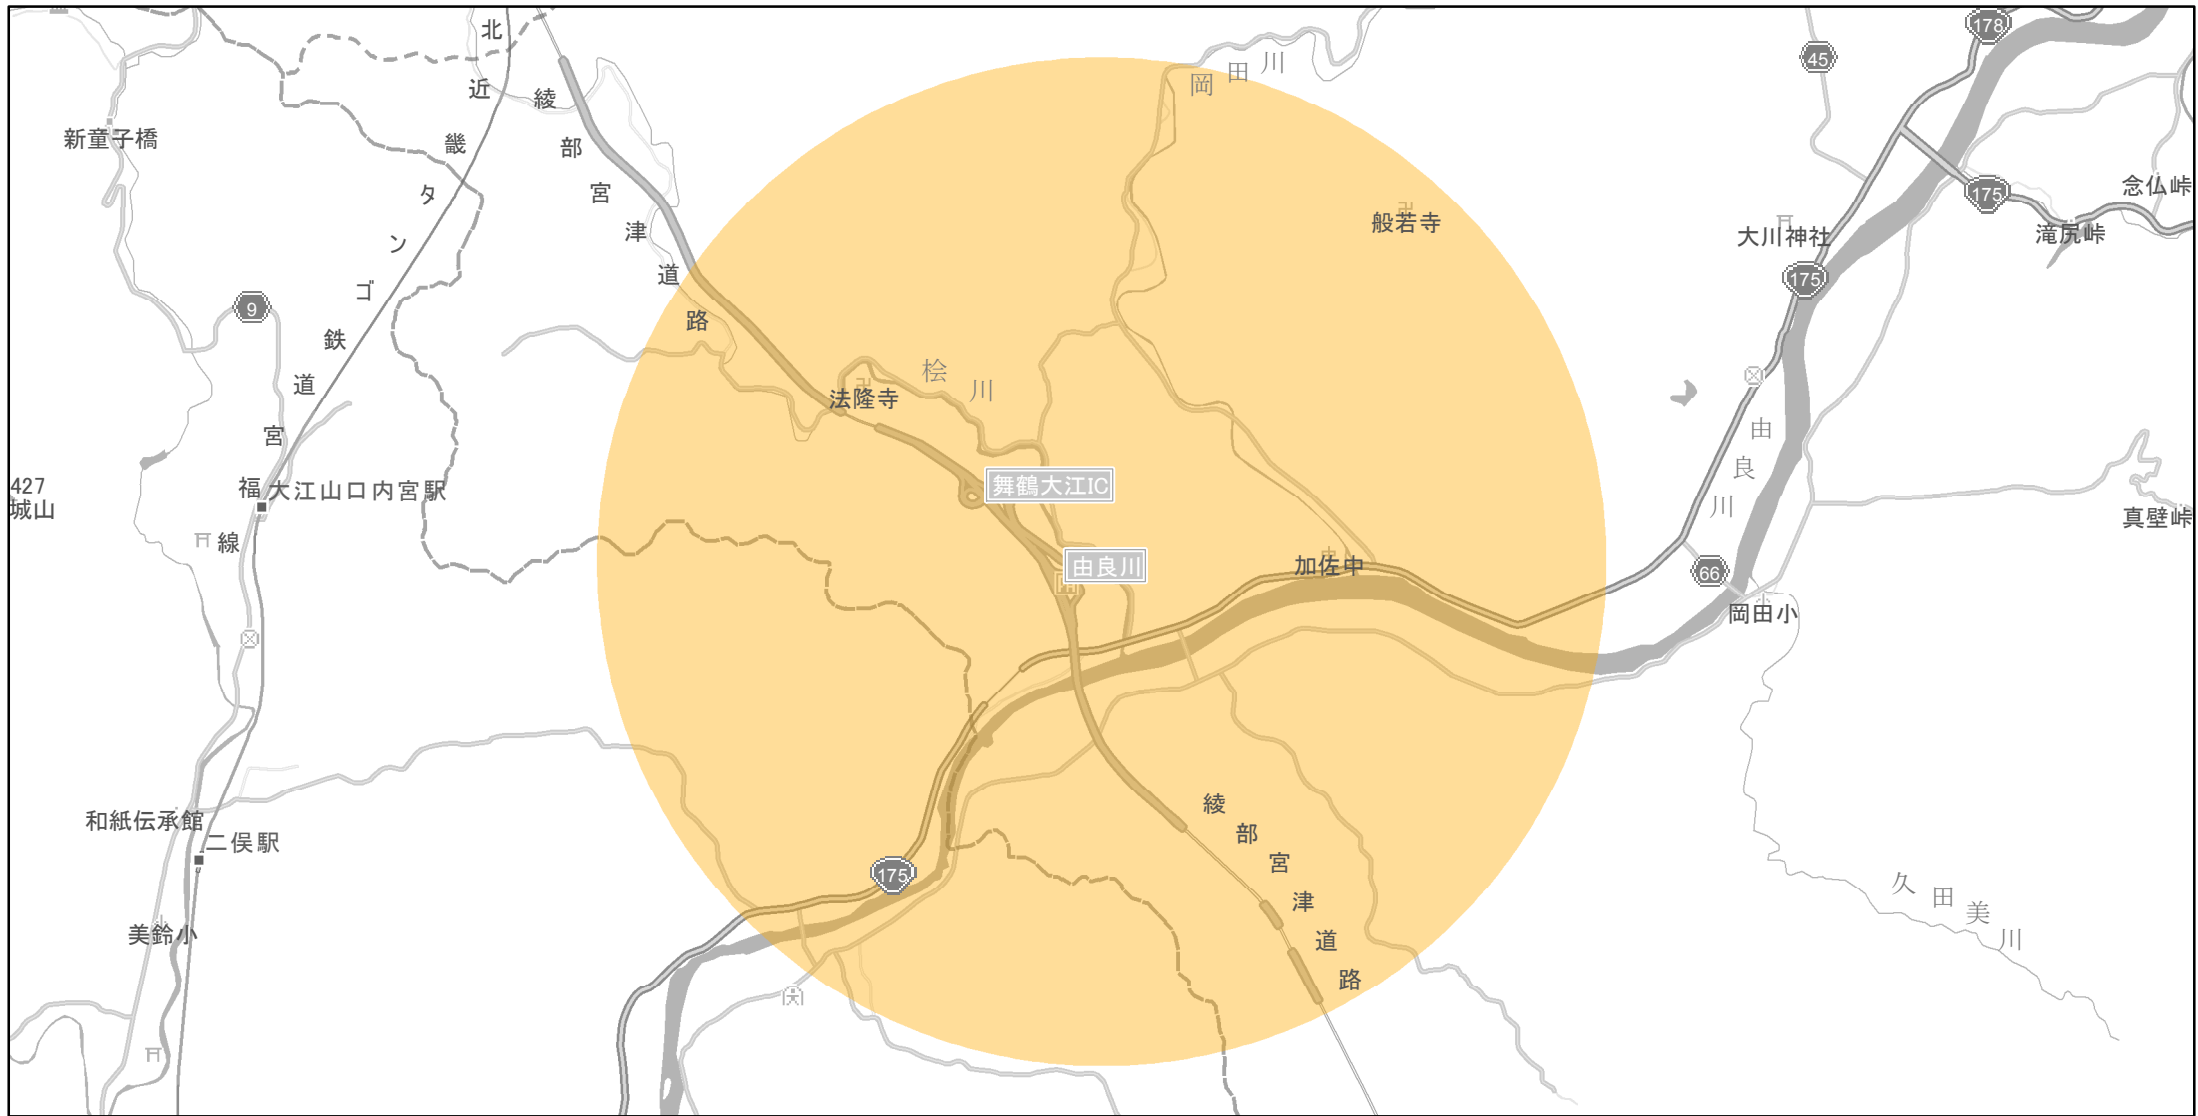 北近畿タンゴ鉄道宮福線
綾部宮津道路
岡田川
178
45
新童子橋
175
念仏峠
滝尻峠
般若寺
大川神社
175
9
桧川
法隆寺
由良川
427
城山
大江山口内宮駅
舞鶴大江IC
真壁峠
由良川
加佐中
66
岡田小
和紙伝承館
二俣駅
175
綾部宮津道路
久田美川
美鈴小